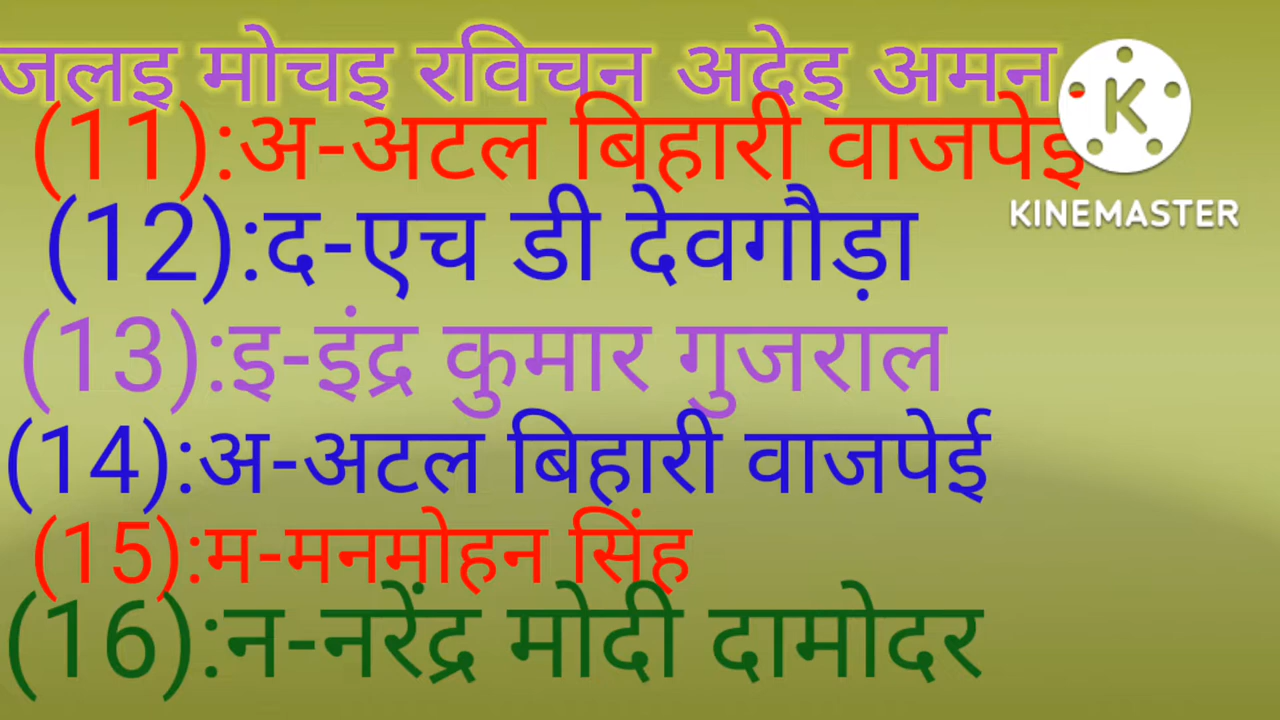 जलइ मोचइ रविचन अदेइ अमन
(11):अ-अटल बिहारी वाजपेइ
(12):द-एच डी देवगौड़ा
(13):इ-इंद्र कुमार गुजराल
(14):अ-अटल बिहारी वाजपेई
(15):म-मनमोहन सिंह
(16):न-नरेंद्र मोदी दामोदर
K
KINEMASTER